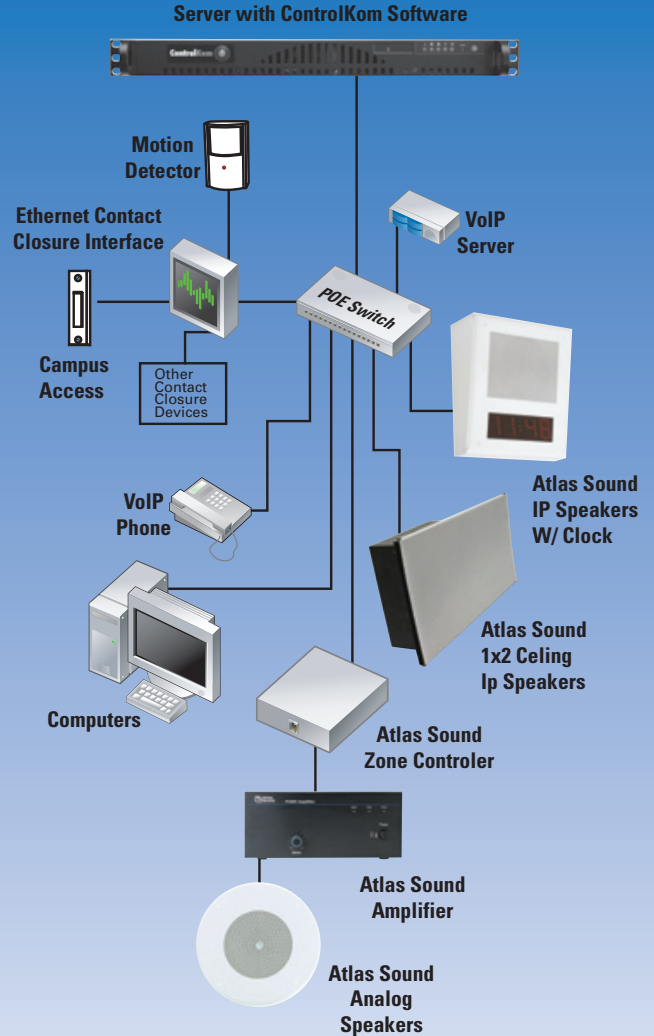 Server with ControlKom Software
ControlKom
Motion
Detector
Ethernet Contact
Closure Interface
VoIP
Server
POE Switch
Campus
Access
Other
Contact
Closure
Devices
11:48
Atlas Sound
IP Speakers
W/ Clock
VoIP
Phone
Atlas Sound
1x2 Celing
Ip Speakers
Computers
Atlas Sound
Zone Controler
Atlas Sound
Amplifier
Atlas Sound
Analog
Speakers